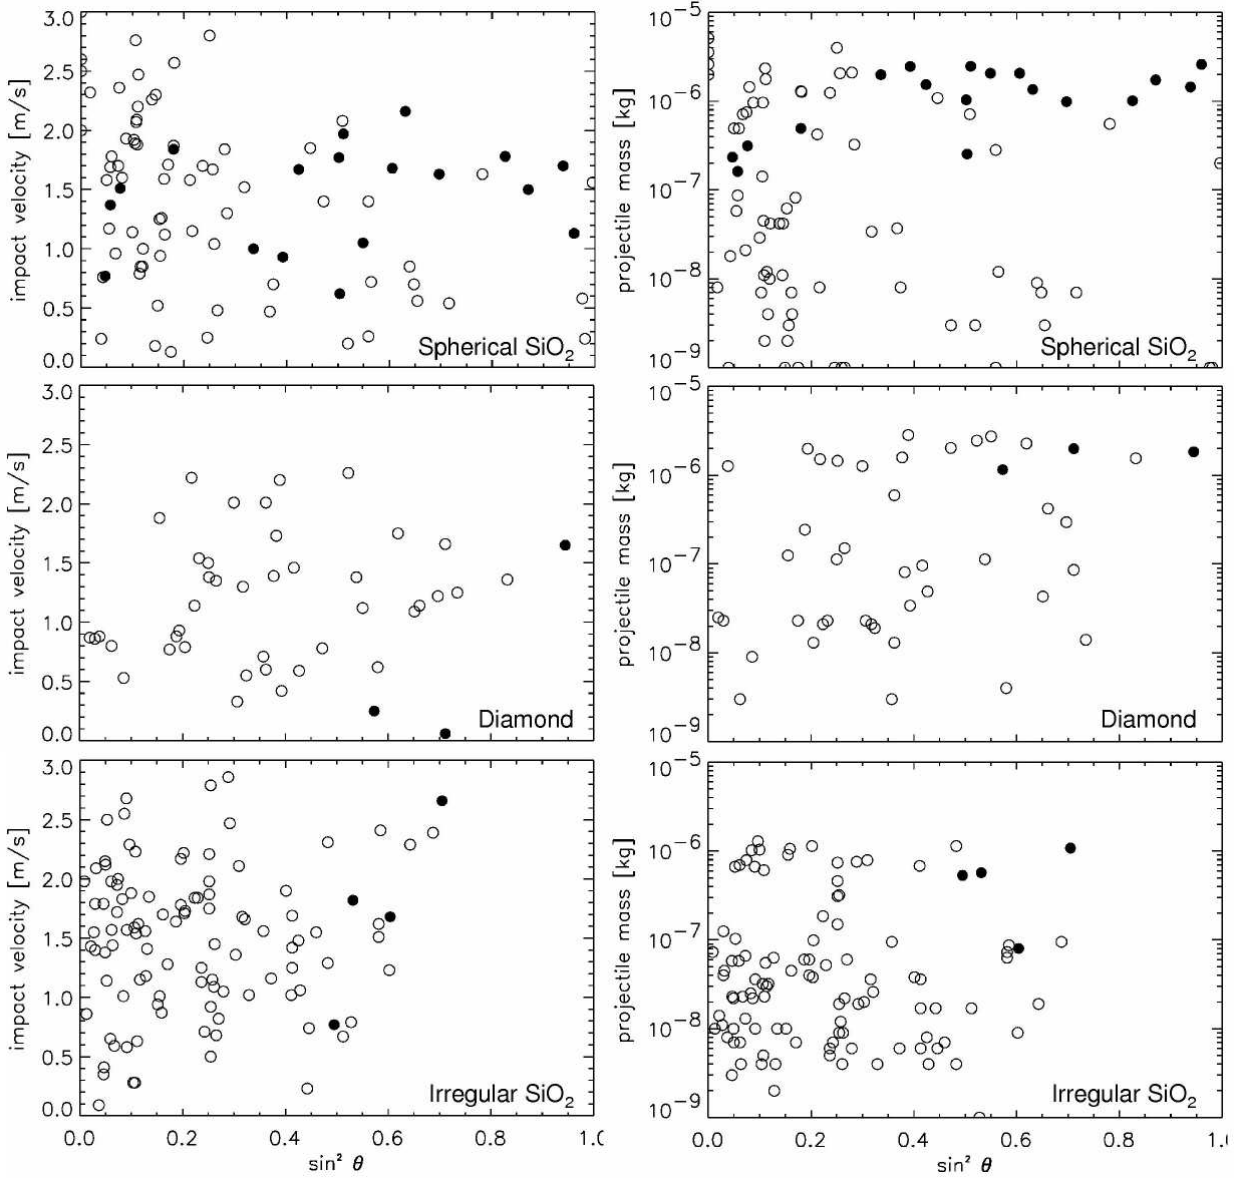 3.0
2.5
2.0
1.5
1.0
0.5
0.0
impact velocity [m/s]
Spherical SiO₂
10⁻⁵
10⁻⁶
10⁻⁷
10⁻⁸
10⁻⁹
projectile mass [kg]
Spherical SiO₂
3.0
2.5
2.0
1.5
1.0
0.5
0.0
impact velocity [m/s]
Diamond
10⁻⁵
10⁻⁶
10⁻⁷
10⁻⁸
10⁻⁹
projectile mass [kg]
Diamond
3.0
2.5
2.0
1.5
1.0
0.5
0.0
impact velocity [m/s]
Irregular SiO₂
0.0 0.2 0.4 0.6 0.8 1.0
sin² θ
10⁻⁵
10⁻⁶
10⁻⁷
10⁻⁸
10⁻⁹
projectile mass [kg]
Irregular SiO₂
0.0 0.2 0.4 0.6 0.8
sin² θ